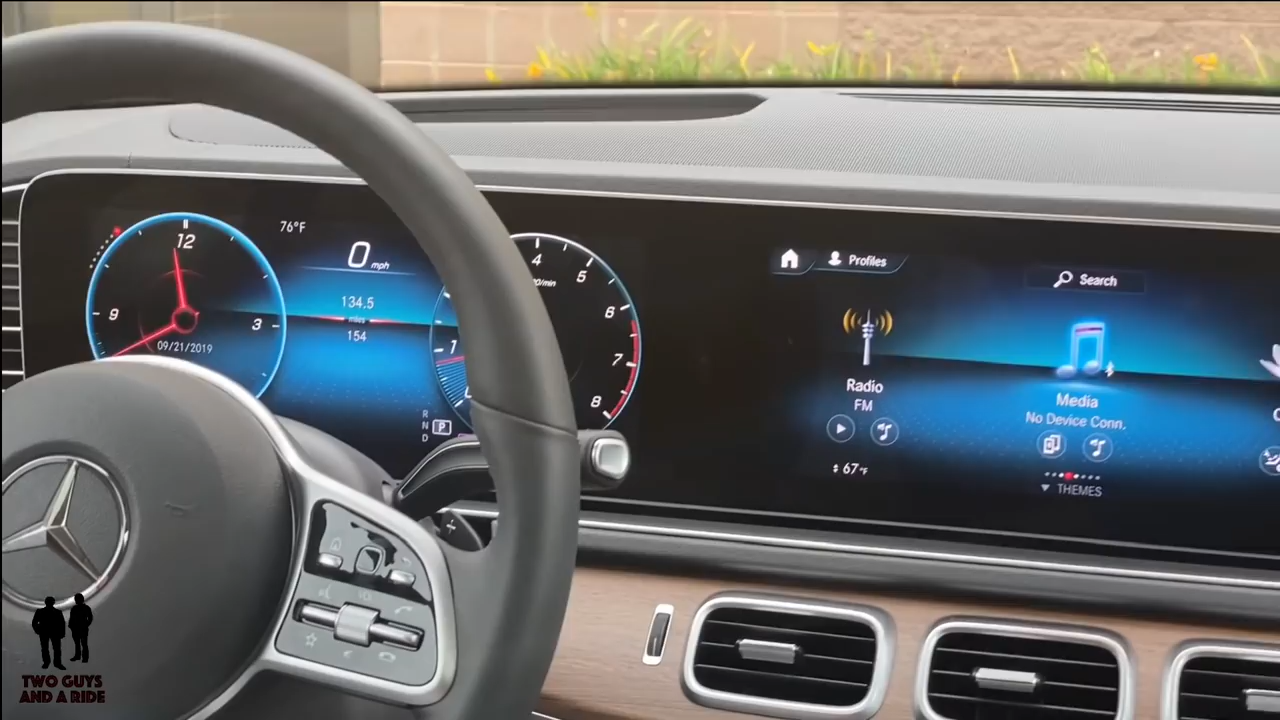 12
9
3
09/21/2019
76°F
0 mph
134.5
miles
154
R
N
P
D
4
5
6
7
8
1
Profiles
Search
Radio
FM
67°F
Media
No Device Conn.
THEMES
+
TWO GUYS
AND A RIDE